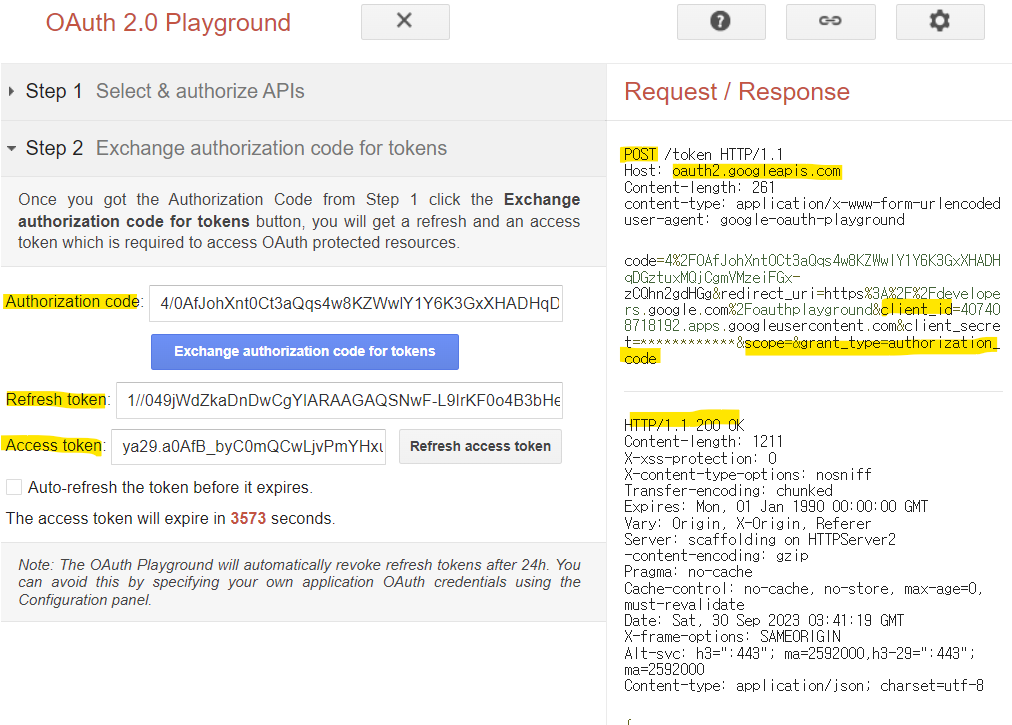 OAuth 2.0 Playground
Step 1 Select & authorize APIs
Step 2 Exchange authorization code for tokens
Once you got the Authorization Code from Step 1 click the Exchange
authorization code for tokens button, you will get a refresh and an access
token which is required to access OAuth protected resources.
Authorization code:
4/0AfJohXnt0Ct3aQqs4w8KZWwlY1Y6K3GxXHADHqD
Exchange authorization code for tokens
Refresh token:
1//049jWdZkaDnDwCgYIARAAGAQSNwF-L9IrKF0o4B3bHe
Access token:
ya29.a0AfB_byC0mQCwLjvPmYHxu
Refresh access token
Auto-refresh the token before it expires.
The access token will expire in 3573 seconds.
Note: The OAuth Playground will automatically revoke refresh tokens after 24h. You
can avoid this by specifying your own application OAuth credentials using the
Configuration panel.
Request / Response
POST /token HTTP/1.1
Host: oauth2.googleapis.com
Content-length: 261
content-type: application/x-www-form-urlencoded
user-agent: google-oauth-playground
code=4%2F0AfJohXnt0Ct3aQqs4w8KZWwlY1Y6K3GxXHADH
qDGztuxMQiCgmVMzeiFGx-
zCQhn2gdHGg&redirect_uri=https%3A%2F%2Fdevelope
rs.google.com%2Foauthplayground&client_id=40740
8718192.apps.googleusercontent.com&client_secre
t=************&scope=&grant_type=authorization_
code
HTTP/1.1 200 OK
Content-length: 1211
X-xss-protection: 0
X-content-type-options: nosniff
Transfer-encoding: chunked
Expires: Mon, 01 Jan 1990 00:00:00 GMT
Vary: Origin, X-Origin, Referer
Server: scaffolding on HTTPServer2
-content-encoding: gzip
Pragma: no-cache
Cache-control: no-cache, no-store, max-age=0,
must-revalidate
Date: Sat, 30 Sep 2023 03:41:19 GMT
X-frame-options: SAMEORIGIN
Alt-svc: h3=":443"; ma=2592000,h3-29=":443";
ma=2592000
Content-type: application/json; charset=utf-8
{